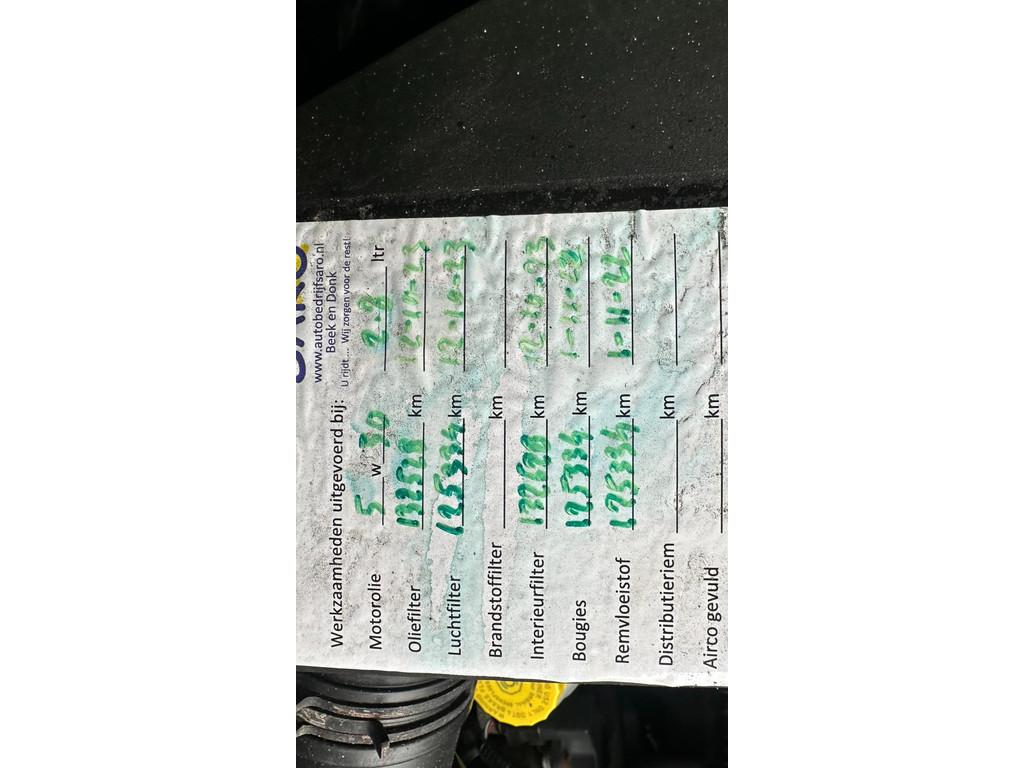 www.autobedrijfsaro.nl
Beek en Donk
U rijdt.... Wij zorgen voor de rest!
Werkzaamheden uitgevoerd bij:
Motorolie 5 w 30 2.8 ltr
Oliefilter 132528 km 12-10-23
Luchtfilter 125334 km 12-10-23
Brandstoffilter km
Interieurfilter km 12-10-23
Bougies 125334 km
Remvloeistof 125334 km 1-11-22
Distributieriem km
Airco gevuld km